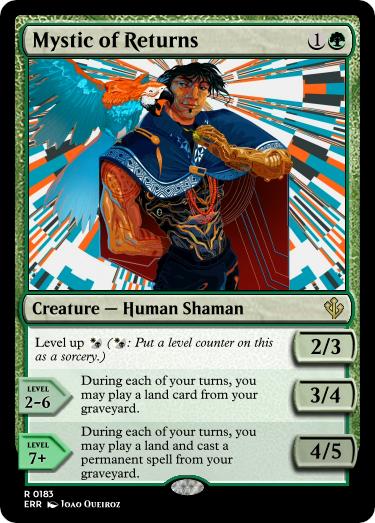 Mystic of Returns 1
Creature — Human Shaman
Level up (: Put a level counter on this
as a sorcery.)
2/3
LEVEL
2-6
During each of your turns, you
may play a land card from your
graveyard.
3/4
LEVEL
7+
During each of your turns, you
may play a land and cast a
permanent spell from your
graveyard.
4/5
R 0183
ERR JOAO QUEIROZ